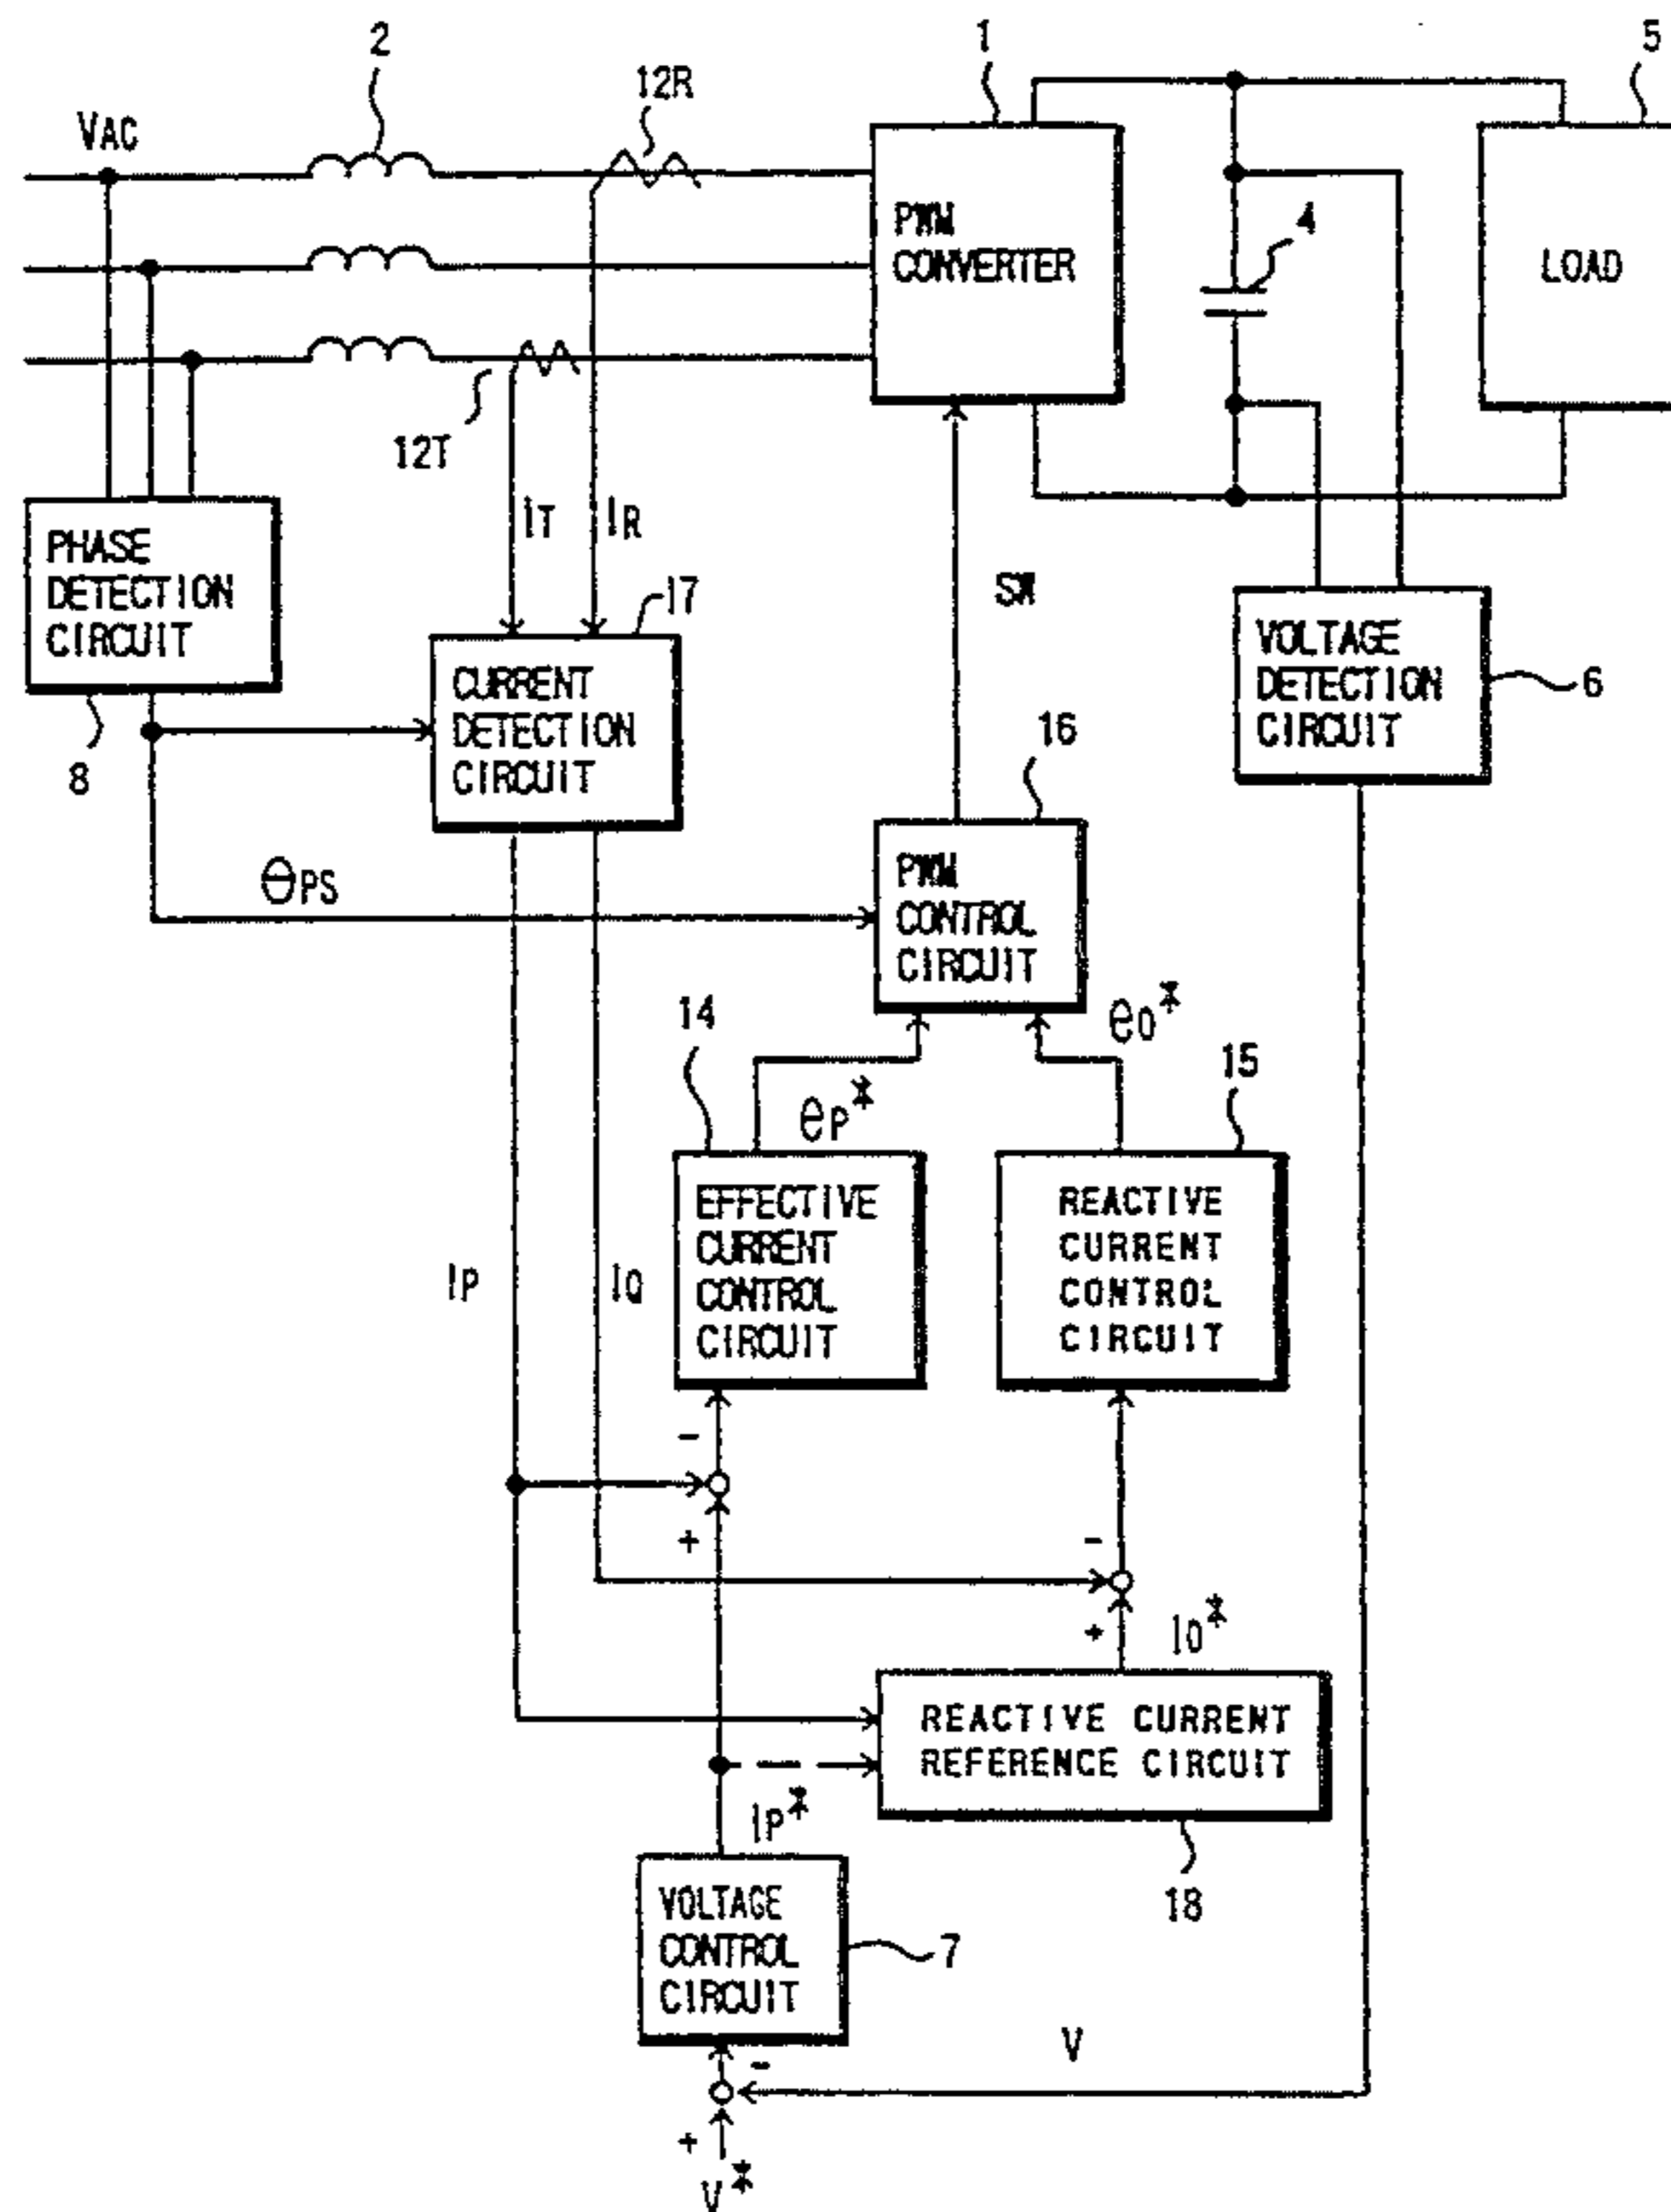 2
1
5
12R
VAC
PWM
CONVERTER
4
LOAD
12T
IT
IR
PHASE
DETECTION
CIRCUIT
SW
17
VOLTAGE
DETECTION
CIRCUIT
6
CURRENT
DETECTION
CIRCUIT
8
16
ΘPS
PWM
CONTROL
CIRCUIT
14
eQ*
15
eP*
EFFECTIVE
CURRENT
CONTROL
CIRCUIT
REACTIVE
CURRENT
CONTROL
CIRCUIT
IP
IQ
-
+
-
+
IQ*
REACTIVE CURRENT
REFERENCE CIRCUIT
IP*
18
VOLTAGE
CONTROL
CIRCUIT
7
V
-
+
V*